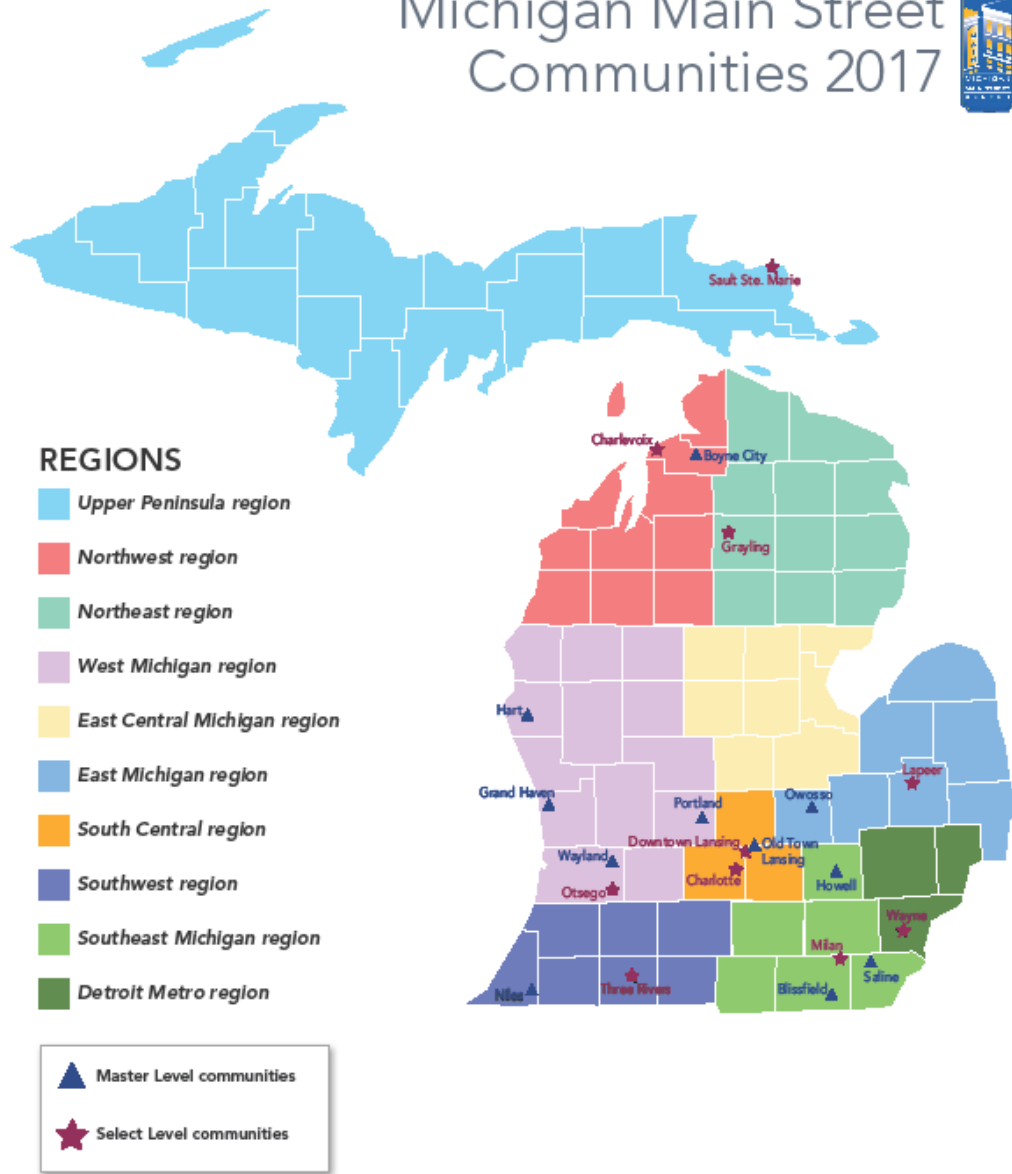 Michigan Main Street
Communities 2017
Sault Ste. Marie
Charlevoix
Boyne City
Grayling
REGIONS
Upper Peninsula region
Northwest region
Northeast region
West Michigan region
East Central Michigan region
East Michigan region
South Central region
Southwest region
Southeast Michigan region
Detroit Metro region
Hart
Grand Haven
Portland
Owosso
Lapeer
Wayland
Downtown Lansing
Old Town
Lansing
Otsego
Charlotte
Howell
Wayne
Milan
Saline
Niles
Three Rivers
Blissfield
Master Level communities
Select Level communities